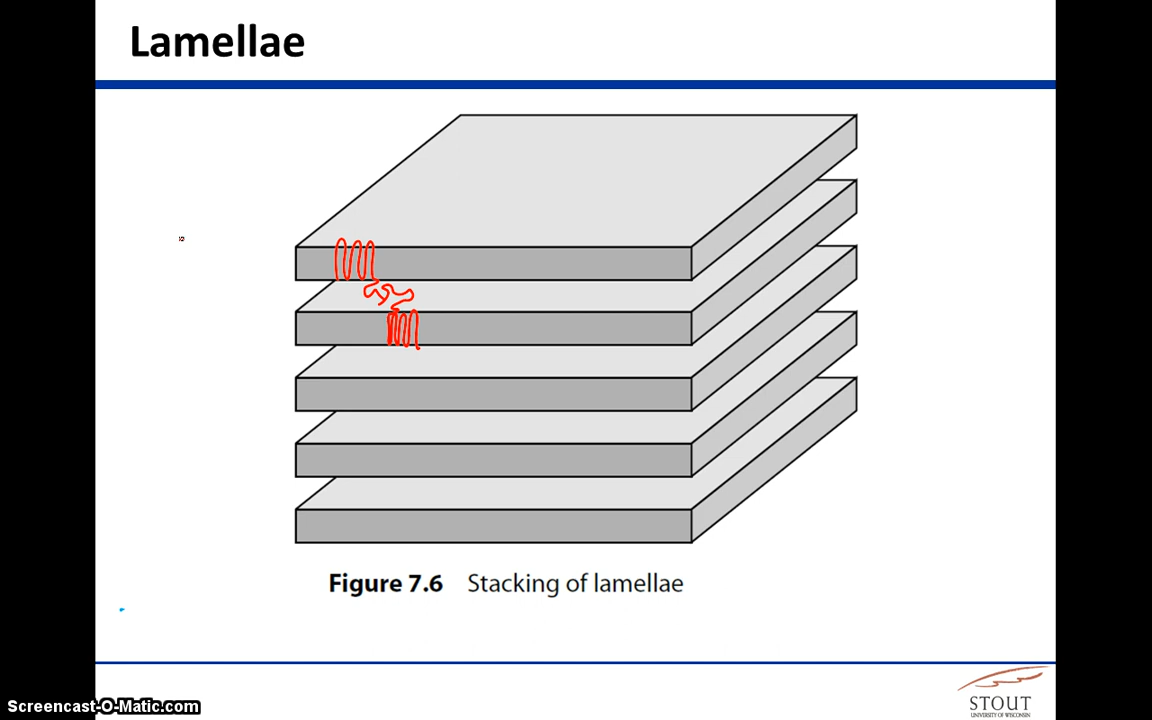 Lamellae
Figure 7.6 Stacking of lamellae
Screencast-O-Matic.com
STOUT
UNIVERSITY OF WISCONSIN